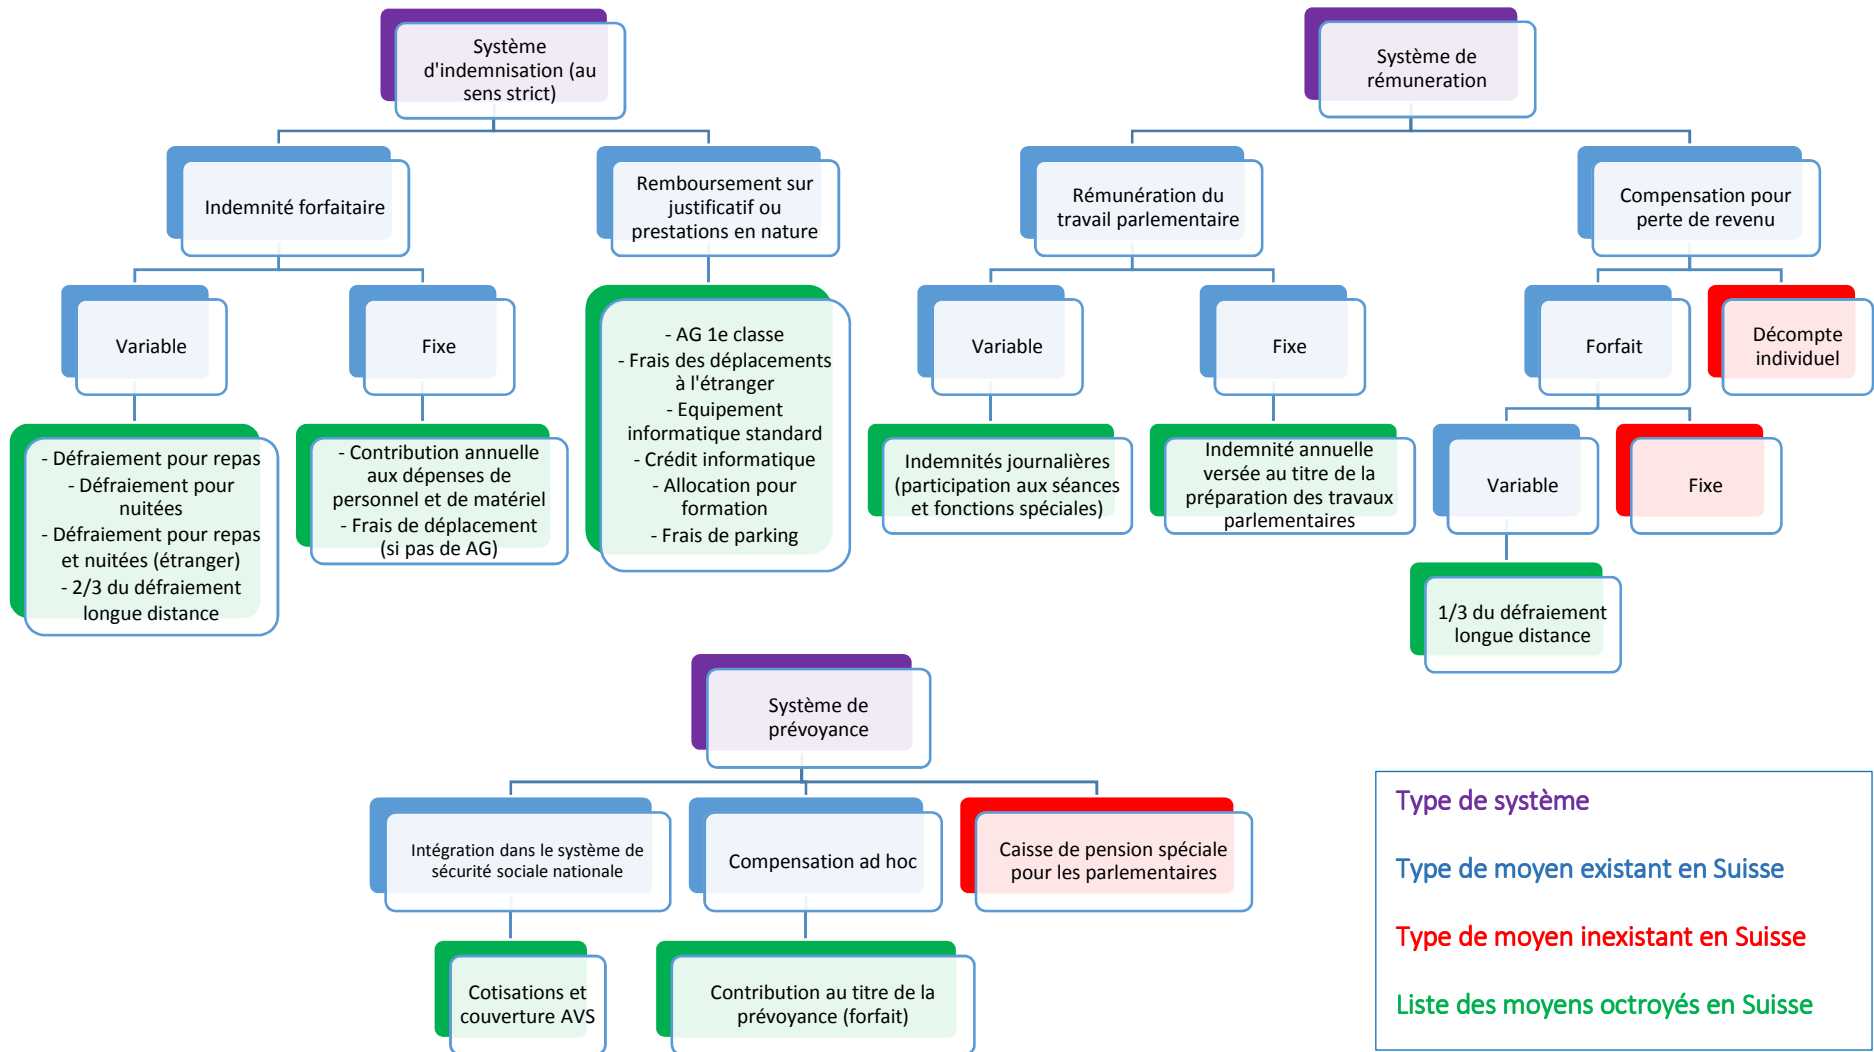 Système
d'indemnisation (au
sens strict)
Système de
rémuneration
Indemnité forfaitaire
Remboursement sur
justificatif ou
prestations en nature
Rémunération du
travail parlementaire
Compensation pour
perte de revenu
Variable
Fixe
- AG 1e classe
- Frais des déplacements
à l'étranger
- Equipement
informatique standard
- Crédit informatique
- Allocation pour
formation
- Frais de parking
Variable
Fixe
Forfait
Décompte
individuel
- Défraiement pour repas
- Défraiement pour
nuitées
- Défraiement pour repas
et nuitées (étranger)
- 2/3 du défraiement
longue distance
- Contribution annuelle
aux dépenses de
personnel et de matériel
- Frais de déplacement
(si pas de AG)
Indemnités journalières
(participation aux séances
et fonctions spéciales)
Indemnité annuelle
versée au titre de la
préparation des travaux
parlementaires
Variable
Fixe
1/3 du défraiement
longue distance
Système de
prévoyance
Intégration dans le système de
sécurité sociale nationale
Compensation ad hoc
Caisse de pension spéciale
pour les parlementaires
Cotisations et
couverture AVS
Contribution au titre de la
prévoyance (forfait)
Type de système
Type de moyen existant en Suisse
Type de moyen inexistant en Suisse
Liste des moyens octroyés en Suisse